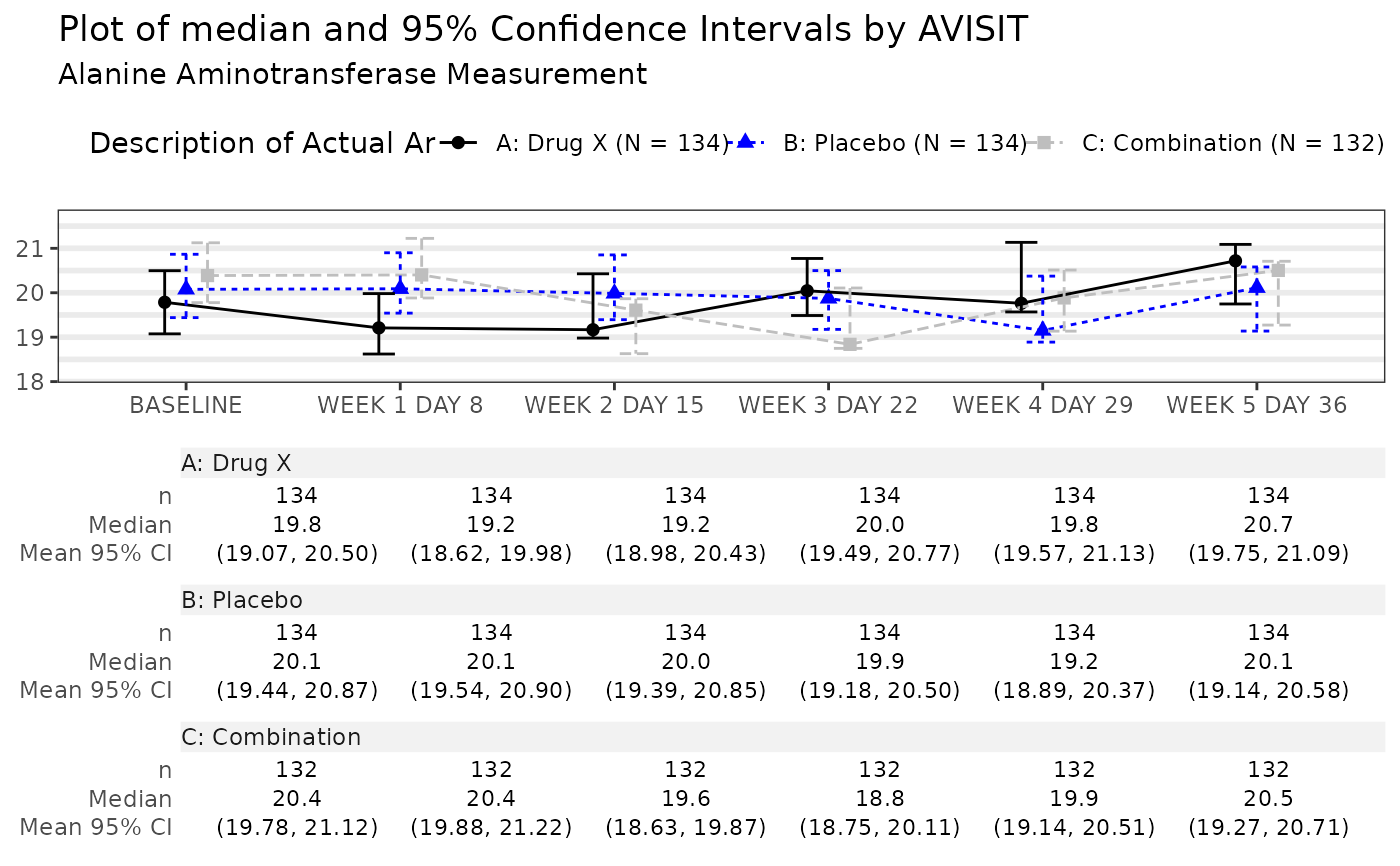 Plot of median and 95% Confidence Intervals by AVISIT
Alanine Aminotransferase Measurement
Description of Actual Ar A: Drug X (N = 134) B: Placebo (N = 134) C: Combination (N = 132)
21
20
19
18
BASELINE WEEK 1 DAY 8 WEEK 2 DAY 15 WEEK 3 DAY 22 WEEK 4 DAY 29 WEEK 5 DAY 36
A: Drug X
n 134 134 134 134 134 134
Median 19.8 19.2 19.2 20.0 19.8 20.7
Mean 95% CI (19.07, 20.50) (18.62, 19.98) (18.98, 20.43) (19.49, 20.77) (19.57, 21.13) (19.75, 21.09)
B: Placebo
n 134 134 134 134 134 134
Median 20.1 20.1 20.0 19.9 19.2 20.1
Mean 95% CI (19.44, 20.87) (19.54, 20.90) (19.39, 20.85) (19.18, 20.50) (18.89, 20.37) (19.14, 20.58)
C: Combination
n 132 132 132 132 132 132
Median 20.4 20.4 19.6 18.8 19.9 20.5
Mean 95% CI (19.78, 21.12) (19.88, 21.22) (18.63, 19.87) (18.75, 20.11) (19.14, 20.51) (19.27, 20.71)